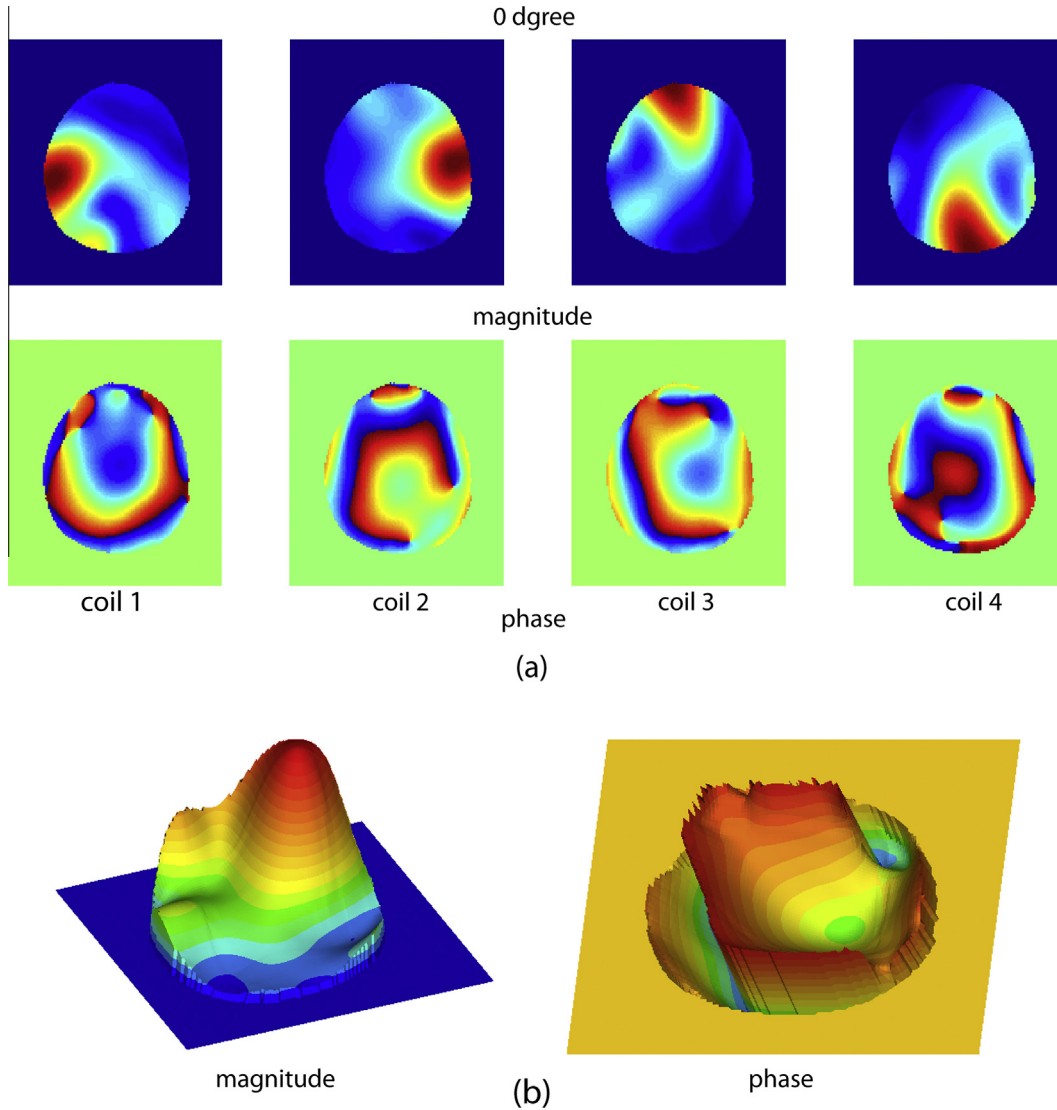 0 dgree
magnitude
coil 1 coil 2 coil 3 coil 4
phase
(a)
magnitude phase
(b)